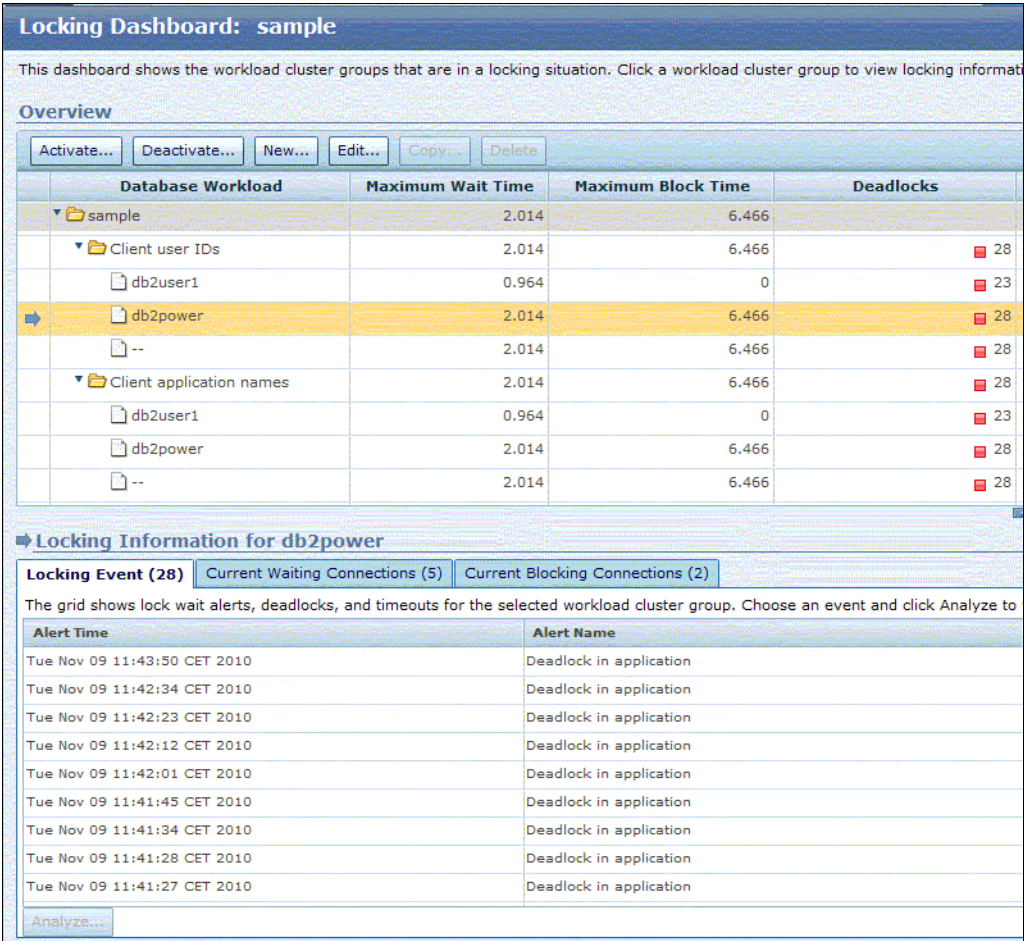 Locking Dashboard: sample
This dashboard shows the workload cluster groups that are in a locking situation. Click a workload cluster group to view locking informati
Overview
Activate... Deactivate... New... Edit... Copy... Delete
Database Workload Maximum Wait Time Maximum Block Time Deadlocks
sample 2.014 6.466
Client user IDs 2.014 6.466 28
db2user1 0.964 0 23
db2power 2.014 6.466 28
-- 2.014 6.466 28
Client application names 2.014 6.466 28
db2user1 0.964 0 23
db2power 2.014 6.466 28
-- 2.014 6.466 28
Locking Information for db2power
Locking Event (28) Current Waiting Connections (5) Current Blocking Connections (2)
The grid shows lock wait alerts, deadlocks, and timeouts for the selected workload cluster group. Choose an event and click Analyze to
Alert Time Alert Name
Tue Nov 09 11:43:50 CET 2010 Deadlock in application
Tue Nov 09 11:42:34 CET 2010 Deadlock in application
Tue Nov 09 11:42:23 CET 2010 Deadlock in application
Tue Nov 09 11:42:12 CET 2010 Deadlock in application
Tue Nov 09 11:42:01 CET 2010 Deadlock in application
Tue Nov 09 11:41:45 CET 2010 Deadlock in application
Tue Nov 09 11:41:34 CET 2010 Deadlock in application
Tue Nov 09 11:41:28 CET 2010 Deadlock in application
Tue Nov 09 11:41:27 CET 2010 Deadlock in application
Analyze...